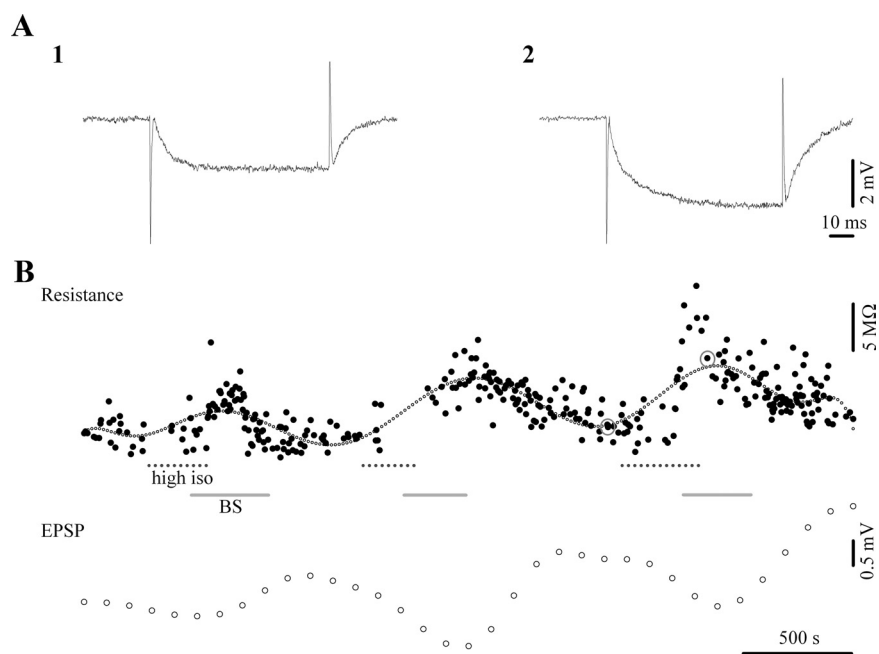 A
1
2
2 mV
10 ms
B
Resistance
5 MΩ
high iso
BS
EPSP
0.5 mV
500 s